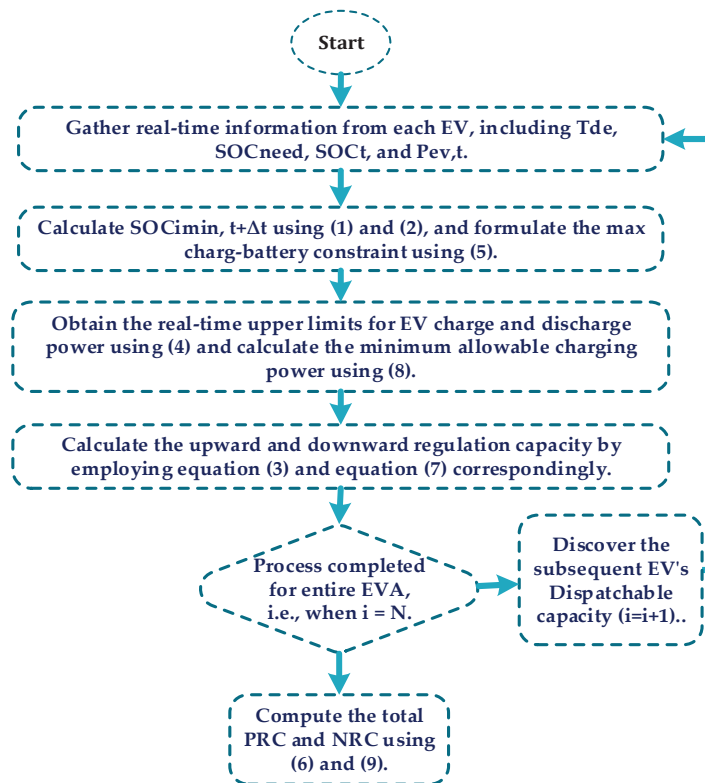 Start
Gather real-time information from each EV, including Tde,
SOCneed, SOCt, and Pev,t.
Calculate SOCimin, t+Δt using (1) and (2), and formulate the max
charg-battery constraint using (5).
Obtain the real-time upper limits for EV charge and discharge
power using (4) and calculate the minimum allowable charging
power using (8).
Calculate the upward and downward regulation capacity by
employing equation (3) and equation (7) correspondingly.
Process completed
for entire EVA,
i.e., when i = N.
Discover the
subsequent EV's
Dispatchable
capacity (i=i+1)..
Compute the total
PRC and NRC using
(6) and (9).